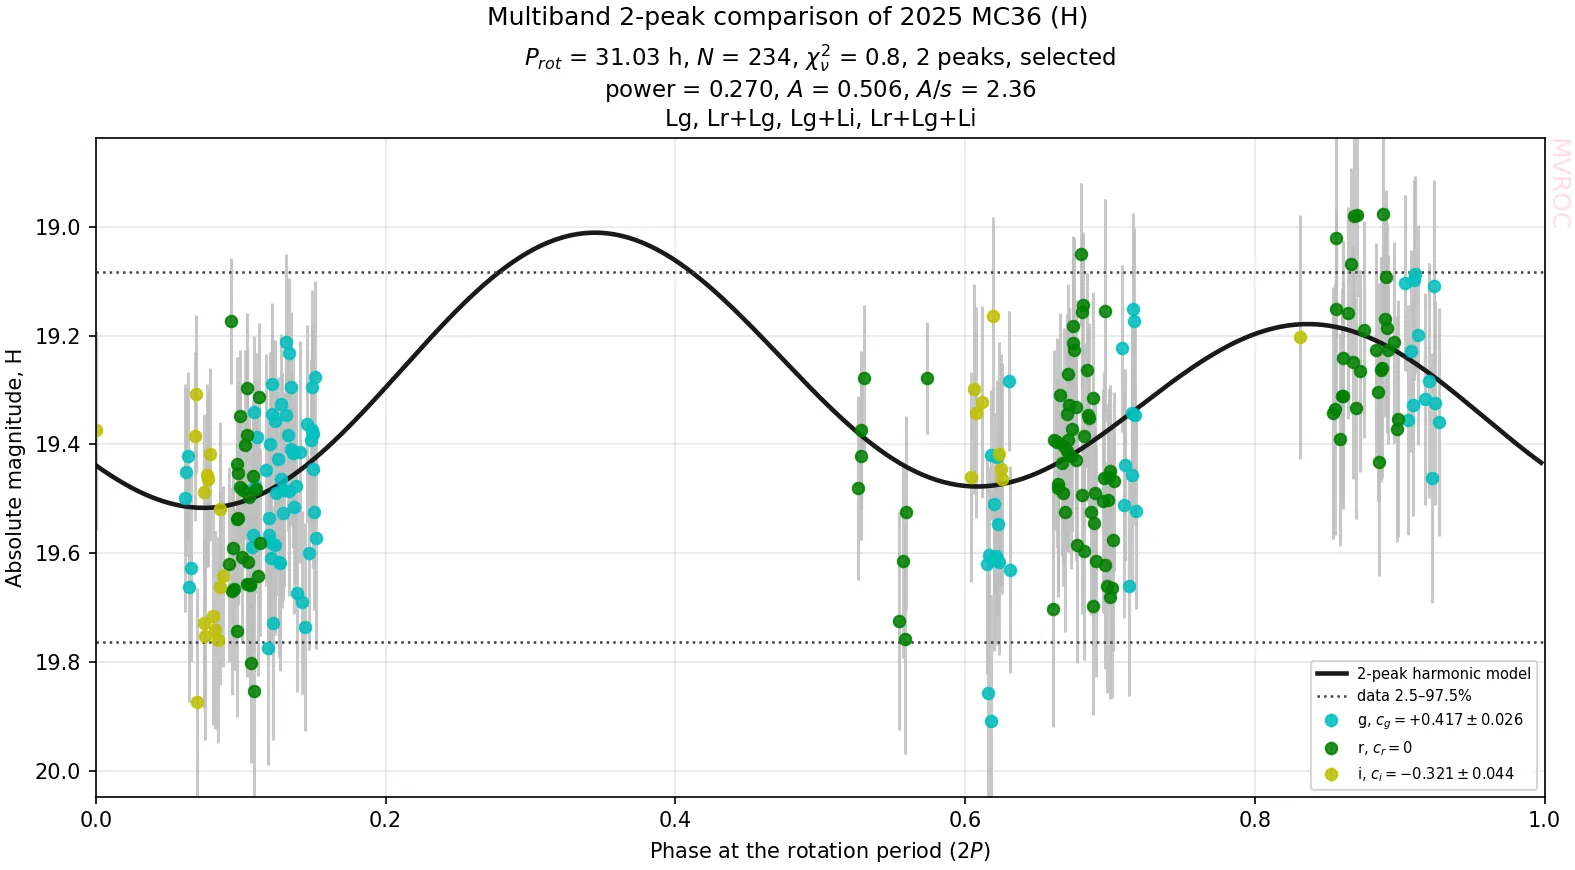 Multiband 2-peak comparison of 2025 MC36 (H)
P_rot = 31.03 h, N = 234, χ²_ν = 0.8, 2 peaks, selected
power = 0.270, A = 0.506, A/s = 2.36
Lg, Lr+Lg, Lg+Li, Lr+Lg+Li
MVROC
Absolute magnitude, H
19.0
19.2
19.4
19.6
19.8
20.0
2-peak harmonic model
data 2.5–97.5%
g, c_g = +0.417 ± 0.026
r, c_r = 0
i, c_i = −0.321 ± 0.044
0.0 0.2 0.4 0.6 0.8 1.0
Phase at the rotation period (2P)